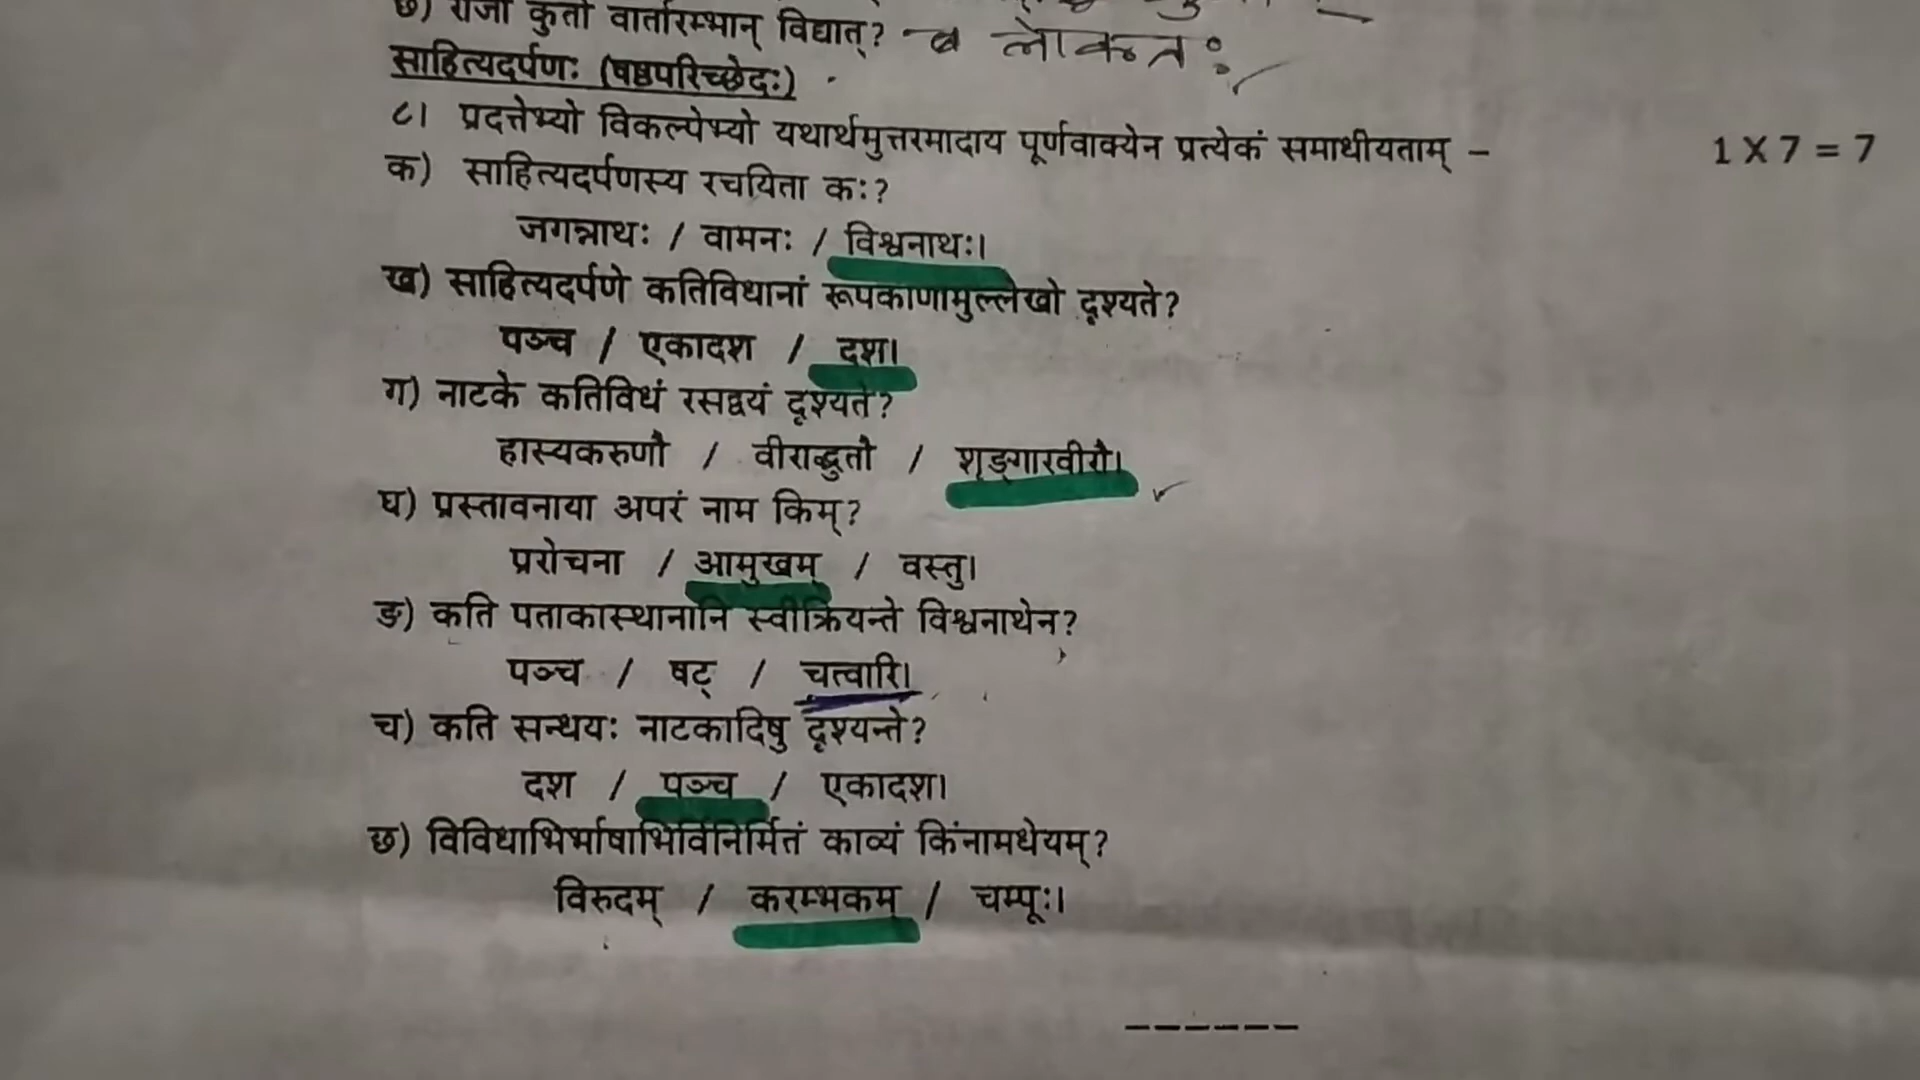 छ) राजा कुतो वार्तारम्भान् विद्यात्? - लोकतः
साहित्यदर्पणः (षष्ठपरिच्छेदः)
८। प्रदत्तेभ्यो विकल्पेभ्यो यथार्थमुत्तरमादाय पूर्णवाक्येन प्रत्येकं समाधीयताम् – 1 X 7 = 7
क) साहित्यदर्पणस्य रचयिता कः?
जगन्नाथः / वामनः / विश्वनाथः।
ख) साहित्यदर्पणे कतिविधानां रूपकाणामुल्लेखो दृश्यते?
पञ्च / एकादश / दश।
ग) नाटके कतिविधं रसद्वयं दृश्यते?
हास्यकरुणौ / वीराद्भुतौ / शृङ्गारवीरौ।
घ) प्रस्तावनाया अपरं नाम किम्?
प्ररोचना / आमुखम् / वस्तु।
ङ) कति पताकास्थानानि स्वीक्रियन्ते विश्वनाथेन?
पञ्च / षट् / चत्वारि।
च) कति सन्धयः नाटकादिषु दृश्यन्ते?
दश / पञ्च / एकादश।
छ) विविधाभिर्भाषाभिर्विनिर्मितं काव्यं किंनामधेयम्?
विरुदम् / करम्भकम् / चम्पूः।
------